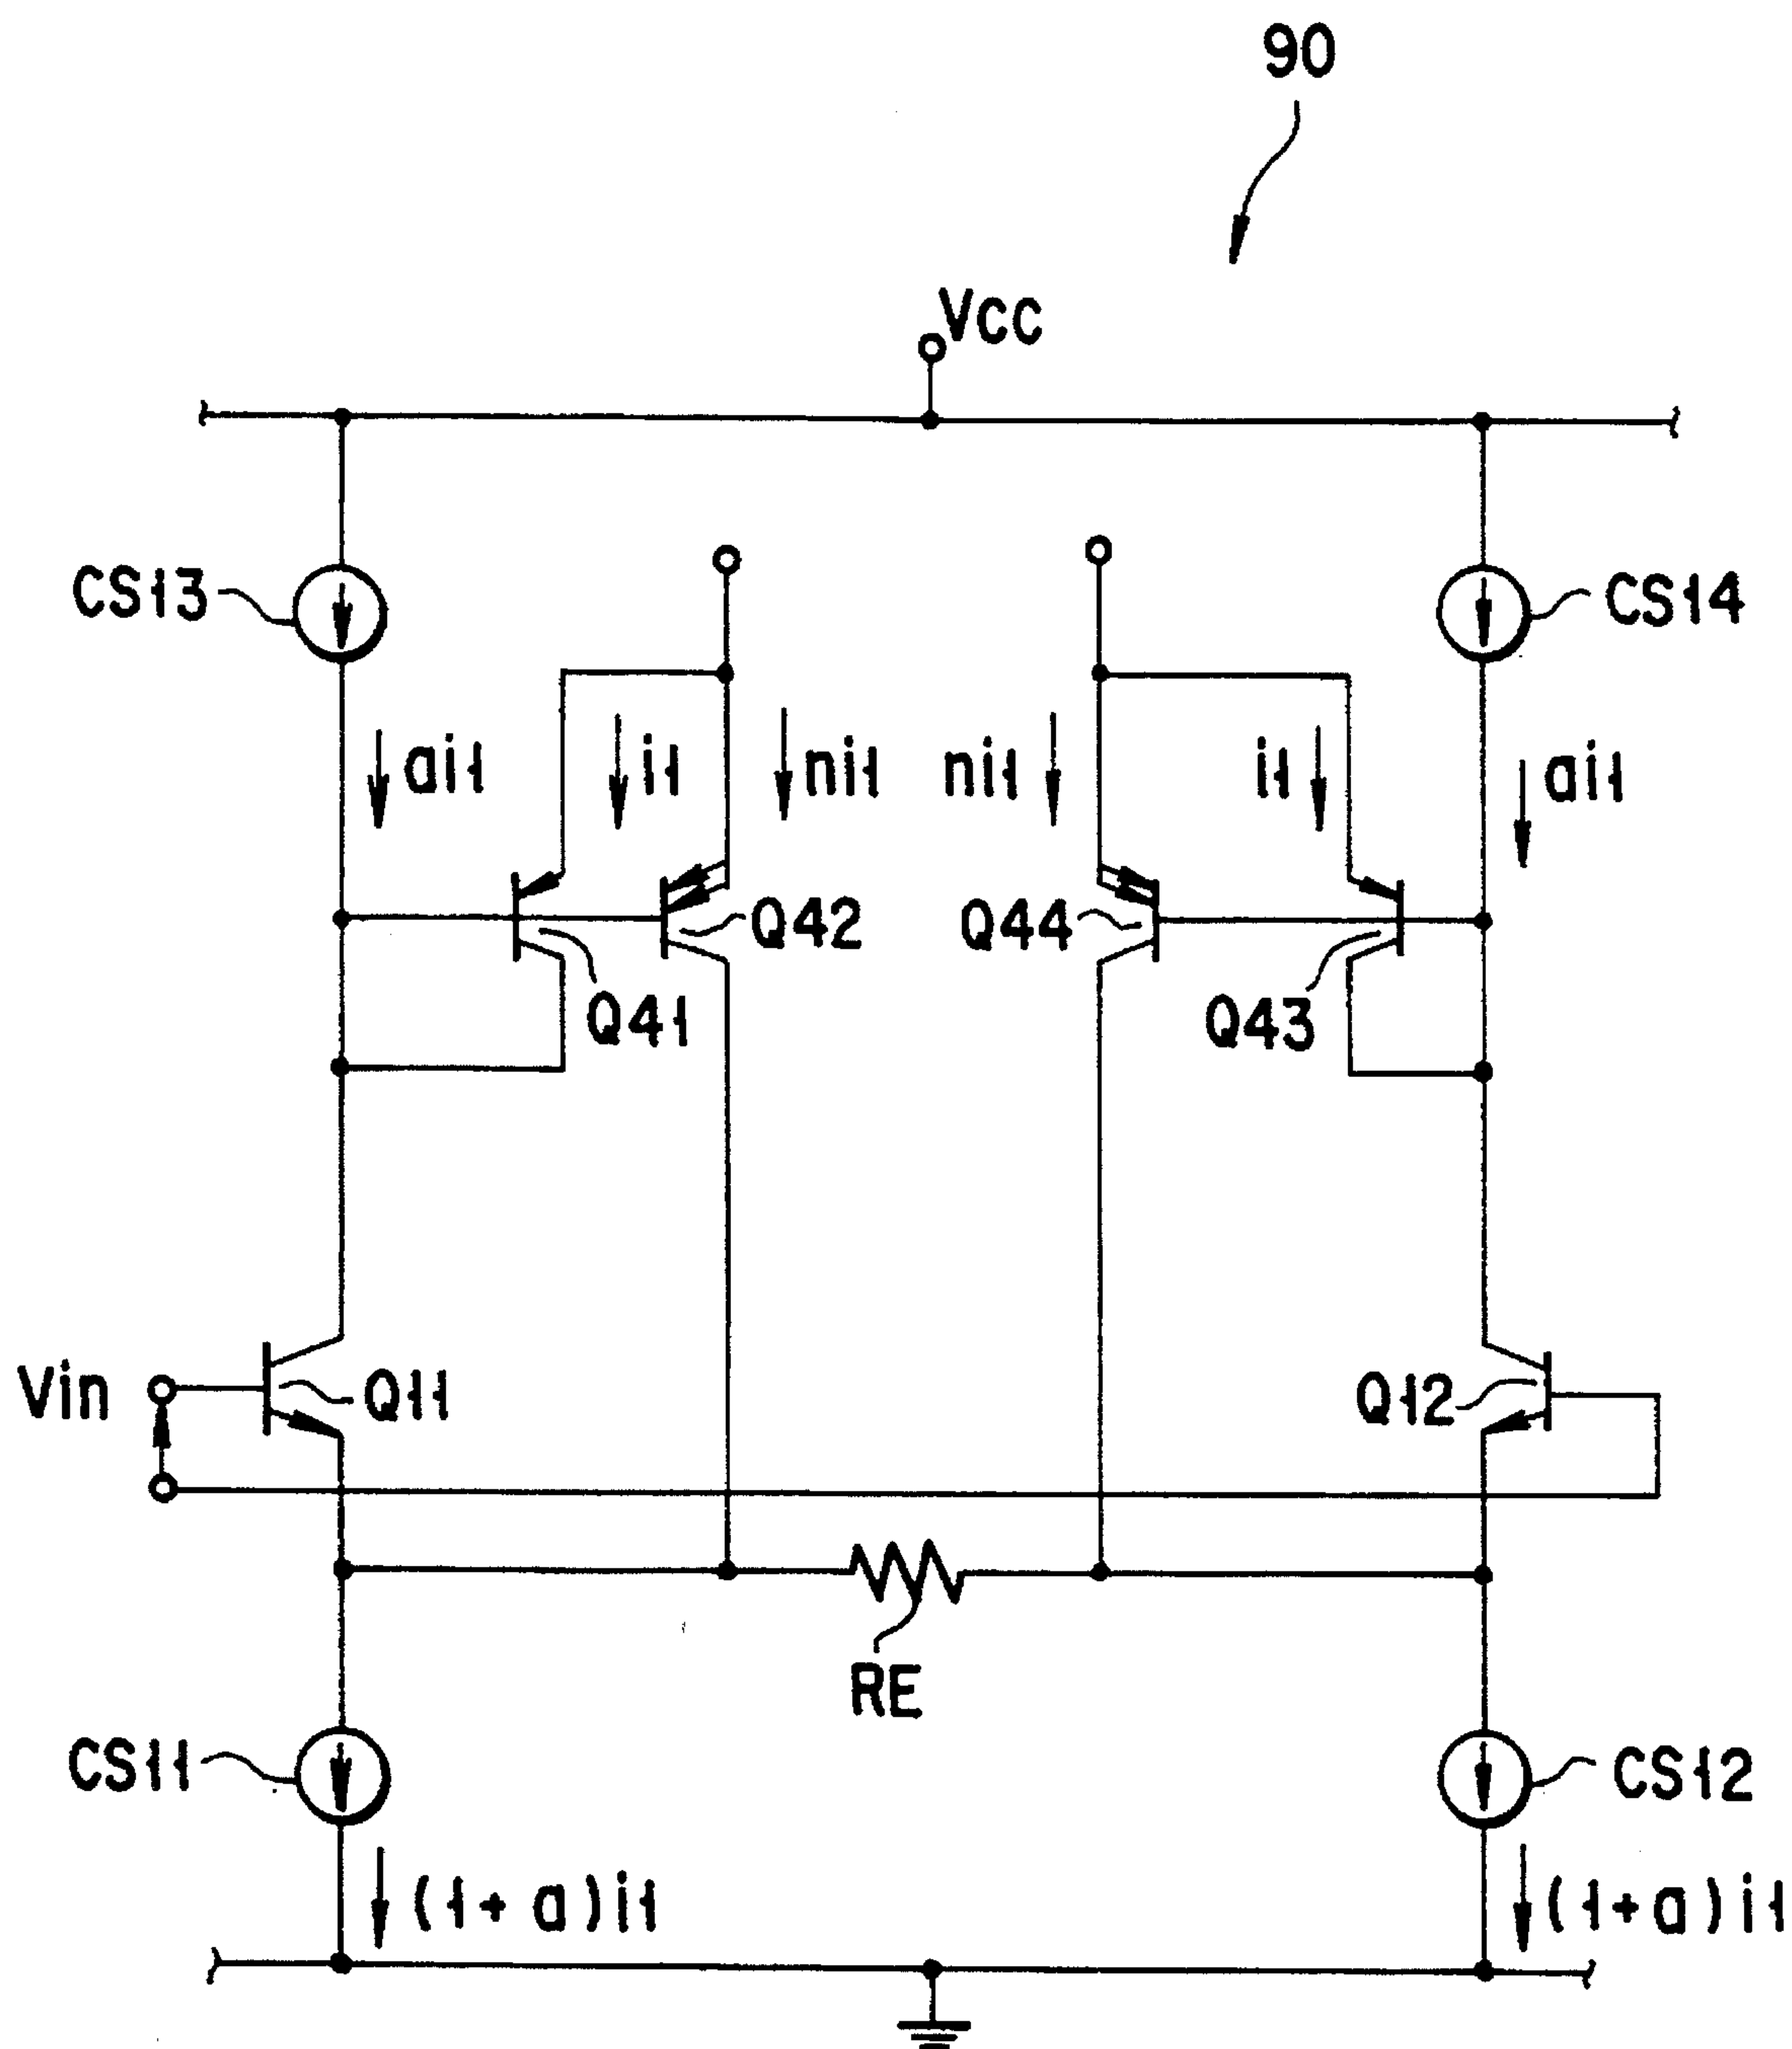 90
Vcc
CS13
CS14
ai1
i1
ni1
ni1
i1
ai1
Q42
Q44
Q41
Q43
Vin
Q11
Q12
RE
CS11
CS12
(1+a)i1
(1+a)i1